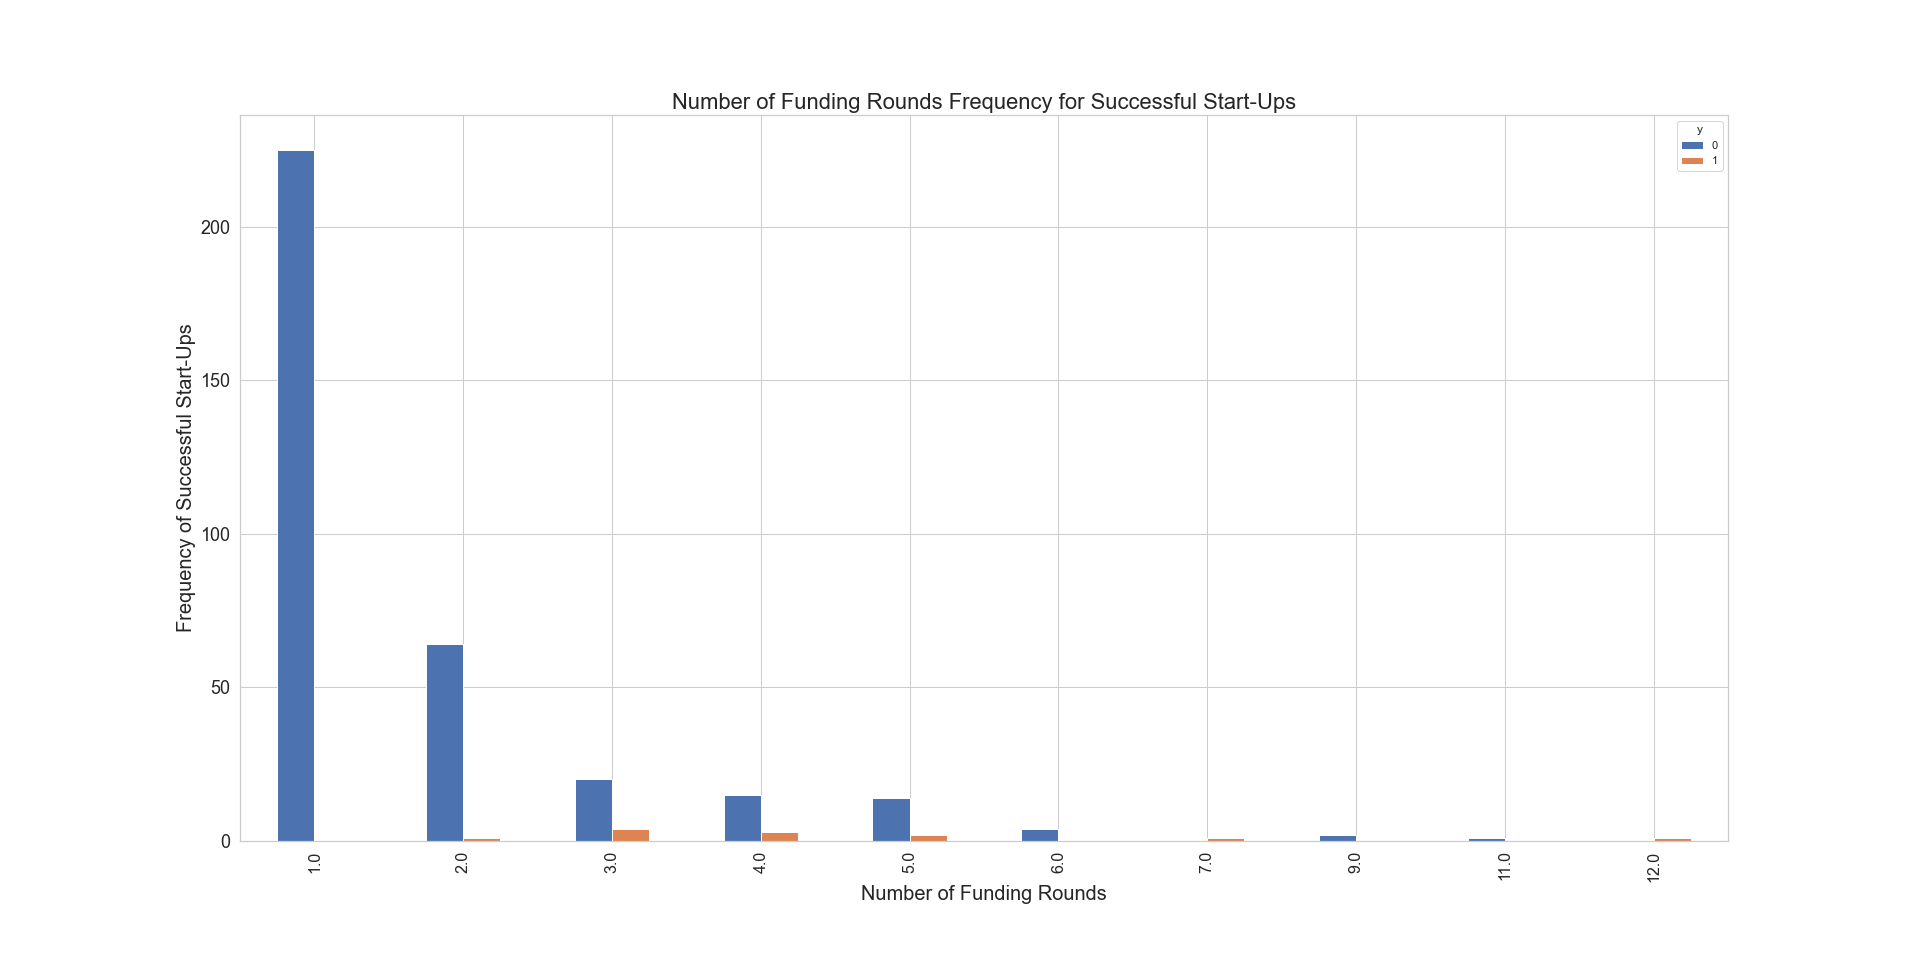 Number of Funding Rounds Frequency for Successful Start-Ups
y
0
1
Frequency of Successful Start-Ups
200
150
100
50
0
1.0 2.0 3.0 4.0 5.0 6.0 7.0 9.0 11.0 12.0
Number of Funding Rounds